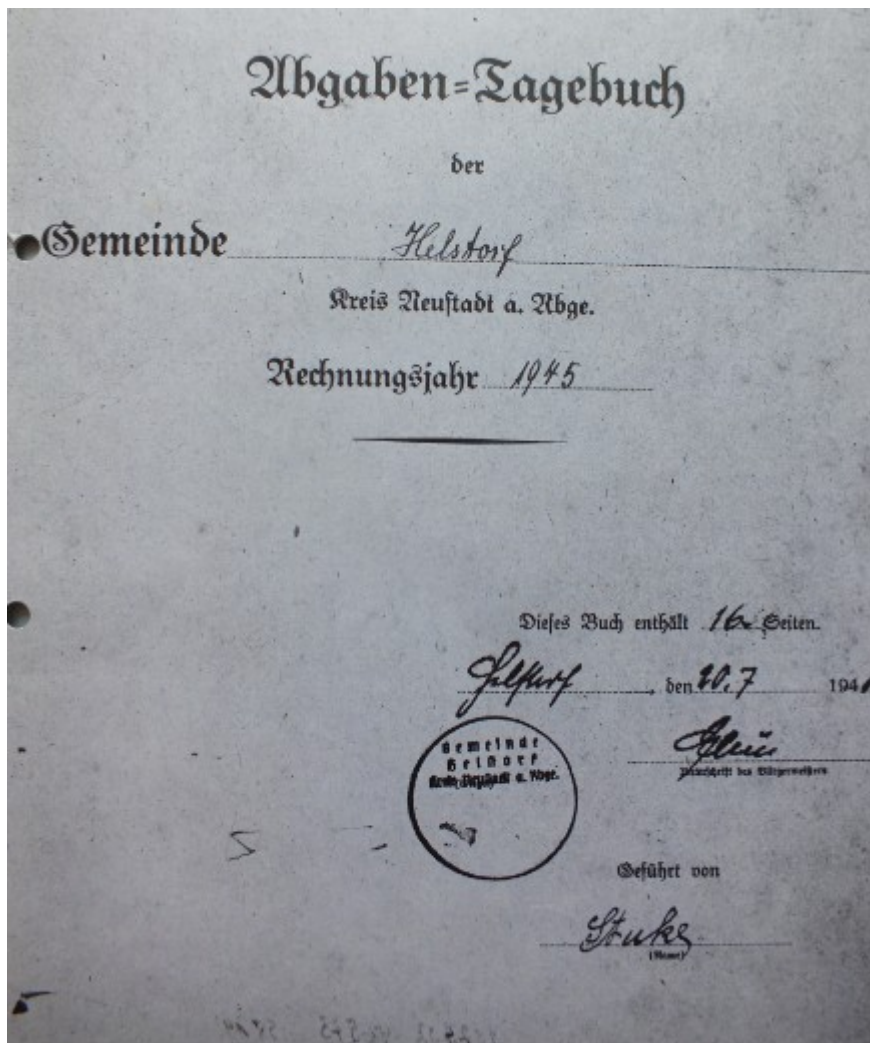 Abgaben=Tagebuch
der
Gemeinde Helstorf
Kreis Neustadt a. Rbge.
Rechnungsjahr 1945
Dieses Buch enthält 16 Seiten.
Helstorf, den 20.7 194
Gemeinde
Helstorf
Kreis Neustadt a. Rbge.
Unterschrift des Bürgermeisters
Geführt von
Stuke
(Name)